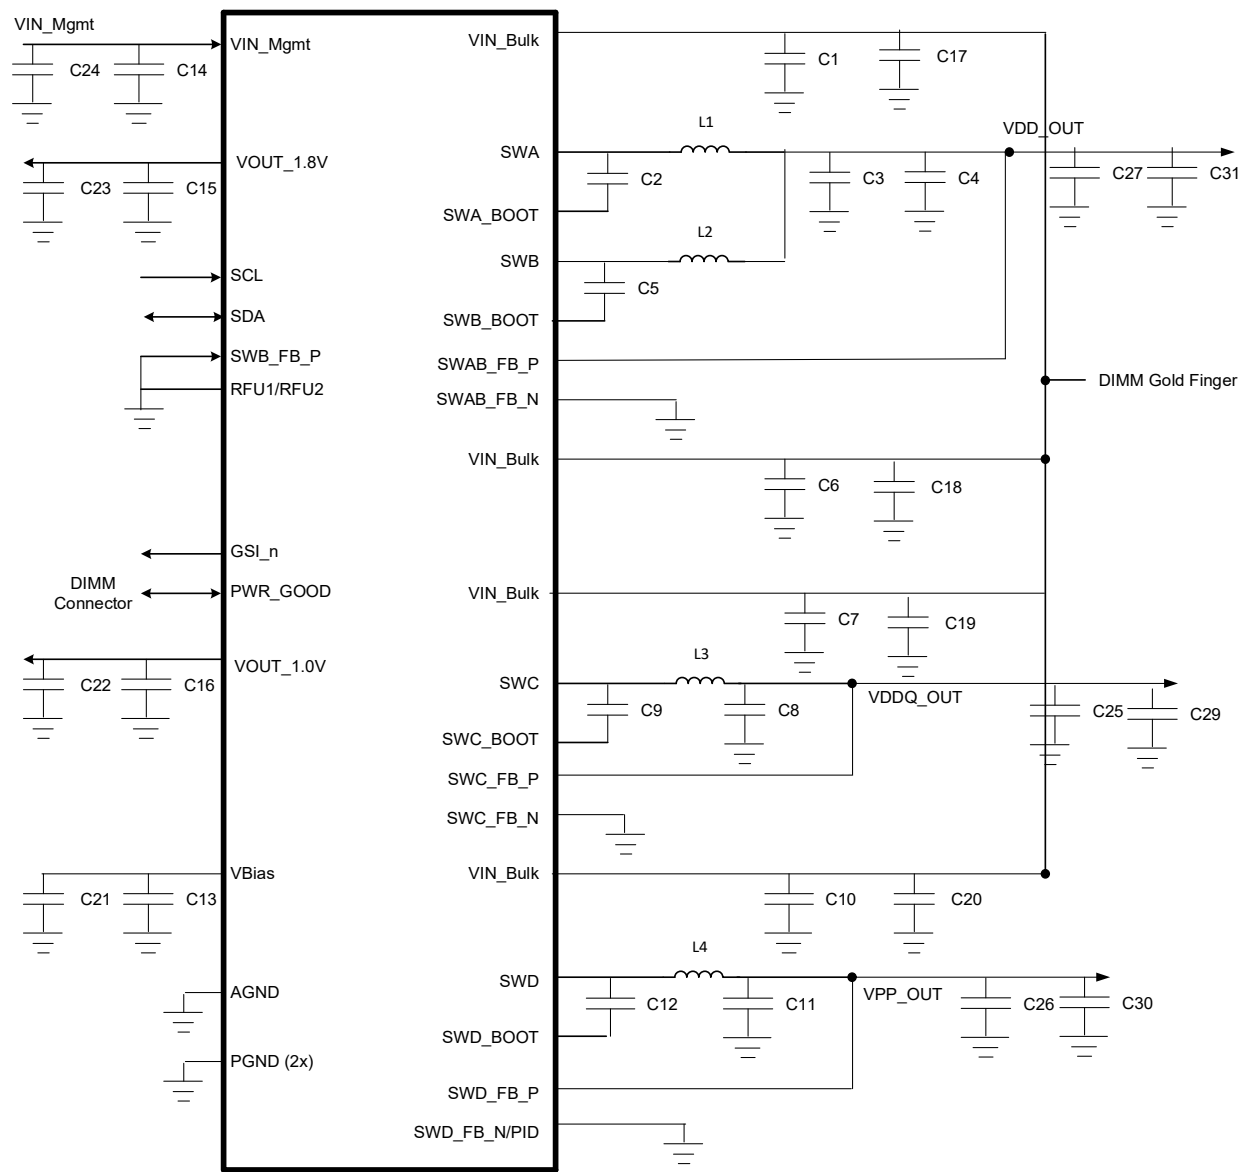 VIN_Mgmt
VIN_Mgmt
VIN_Bulk
C24
C14
C1
C17
L1
VDD_OUT
VOUT_1.8V
SWA
C23
C15
C2
C3
C4
C27
C31
SWA_BOOT
L2
SWB
SCL
C5
SDA
SWB_BOOT
SWB_FB_P
SWAB_FB_P
RFU1/RFU2
SWAB_FB_N
DIMM Gold Finger
VIN_Bulk
C6
C18
GSI_n
DIMM
Connector
PWR_GOOD
VIN_Bulk
C7
C19
L3
VOUT_1.0V
SWC
C22
C16
VDDQ_OUT
C9
C8
C25
C29
SWC_BOOT
SWC_FB_P
SWC_FB_N
VBias
VIN_Bulk
C21
C13
C10
C20
L4
SWD
AGND
VPP_OUT
C12
C11
C26
C30
SWD_BOOT
PGND (2x)
SWD_FB_P
SWD_FB_N/PID